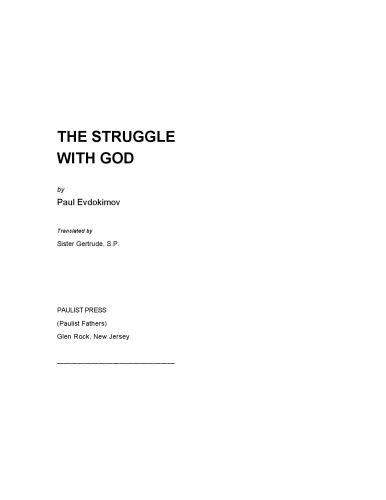 THE STRUGGLE
WITH GOD
by
Paul Evdokimov
Translated by
Sister Gertrude, S.P.
PAULIST PRESS
(Paulist Fathers)
Glen Rock, New Jersey